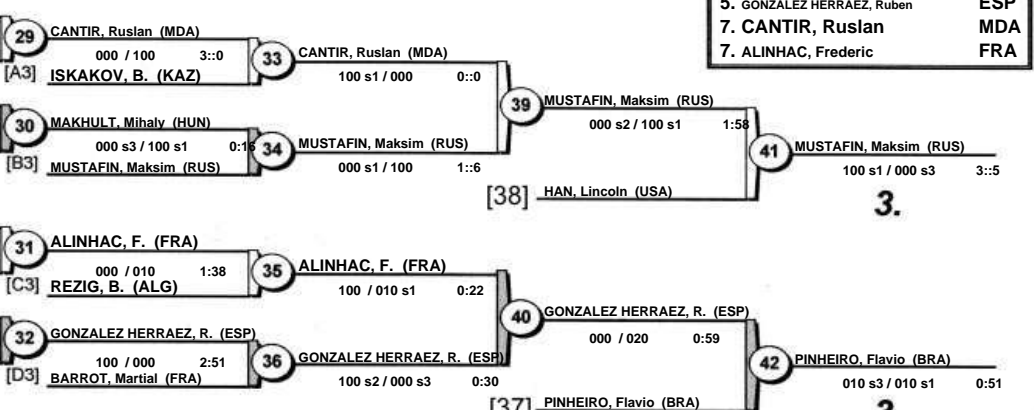 5. GONZALEZ HERRAEZ, Ruben ESP
7. CANTIR, Ruslan MDA
7. ALINHAC, Frederic FRA
29 CANTIR, Ruslan (MDA)
000 / 100 3::0
[A3] ISKAKOV, B. (KAZ)
33 CANTIR, Ruslan (MDA)
100 s1 / 000 0::0
30 MAKHULT, Mihaly (HUN)
000 s3 / 100 s1 0:16
[B3] MUSTAFIN, Maksim (RUS)
34 MUSTAFIN, Maksim (RUS)
000 s1 / 100 1::6
39 MUSTAFIN, Maksim (RUS)
000 s2 / 100 s1 1:58
[38] HAN, Lincoln (USA)
41 MUSTAFIN, Maksim (RUS)
100 s1 / 000 s3 3::5
3.
31 ALINHAC, F. (FRA)
000 / 010 1:38
[C3] REZIG, B. (ALG)
35 ALINHAC, F. (FRA)
100 / 010 s1 0:22
32 GONZALEZ HERRAEZ, R. (ESP)
100 / 000 2:51
[D3] BARROT, Martial (FRA)
36 GONZALEZ HERRAEZ, R. (ESP)
100 s2 / 000 s3 0:30
40 GONZALEZ HERRAEZ, R. (ESP)
000 / 020 0:59
[37] PINHEIRO, Flavio (BRA)
42 PINHEIRO, Flavio (BRA)
010 s3 / 010 s1 0:51